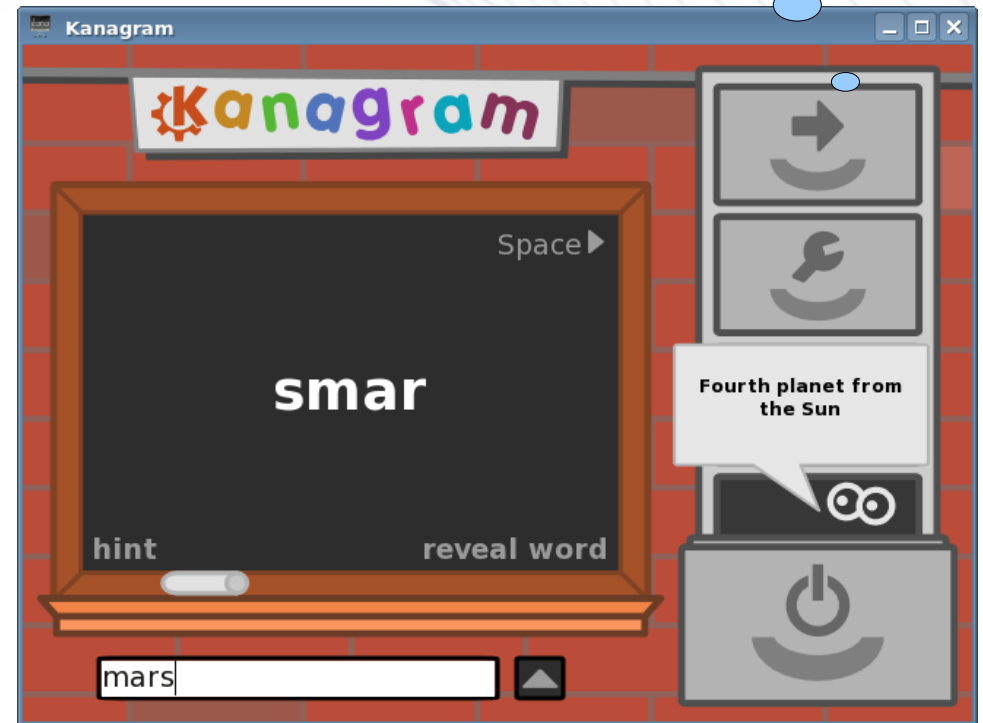 Kanagram
Kanagram
Space
smar
Fourth planet from
the Sun
hint
reveal word
mars